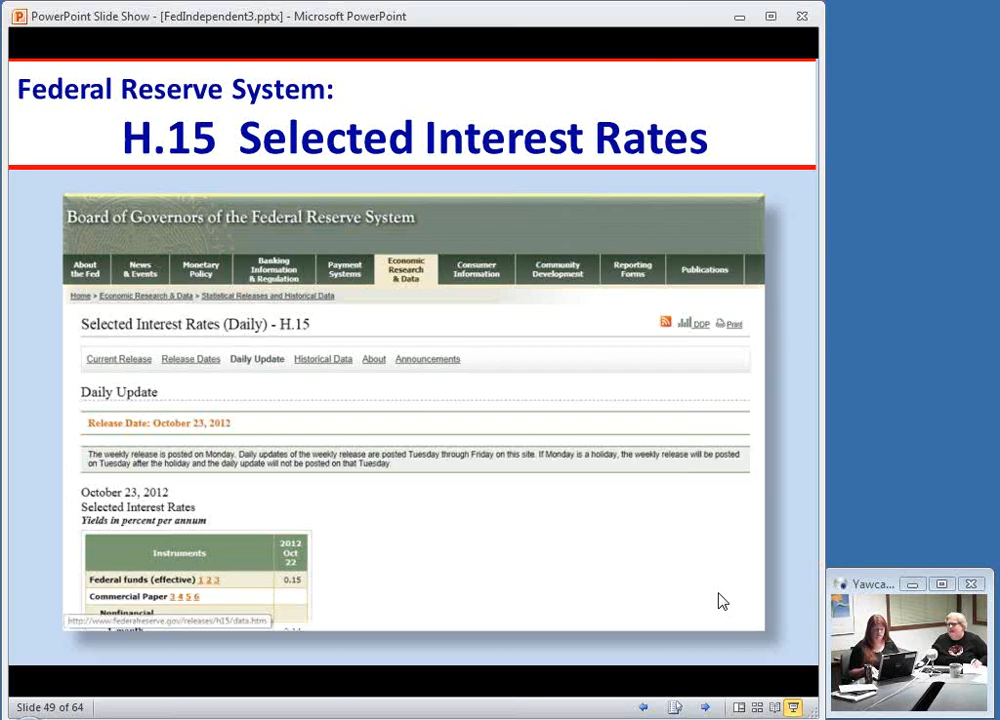 PowerPoint Slide Show - [FedIndependent3.pptx] - Microsoft PowerPoint
Federal Reserve System:
H.15 Selected Interest Rates
Board of Governors of the Federal Reserve System
About the Fed
News & Events
Monetary Policy
Banking Information & Regulation
Payment Systems
Economic Research & Data
Consumer Information
Community Development
Reporting Forms
Publications
Home > Economic Research & Data > Statistical Releases and Historical Data
Selected Interest Rates (Daily) - H.15
DDP Print
Current Release Release Dates Daily Update Historical Data About Announcements
Daily Update
Release Date: October 23, 2012
The weekly release is posted on Monday. Daily updates of the weekly release are posted Tuesday through Friday on this site. If Monday is a holiday, the weekly release will be posted
on Tuesday after the holiday and the daily update will not be posted on that Tuesday.
October 23, 2012
Selected Interest Rates
Yields in percent per annum
Instruments 2012 Oct 22
Federal funds (effective) 1 2 3 0.15
Commercial Paper 3 4 5 6
Nonfinancial
http://www.federalreserve.gov/releases/h15/data.htm
Yawca...
Slide 49 of 64